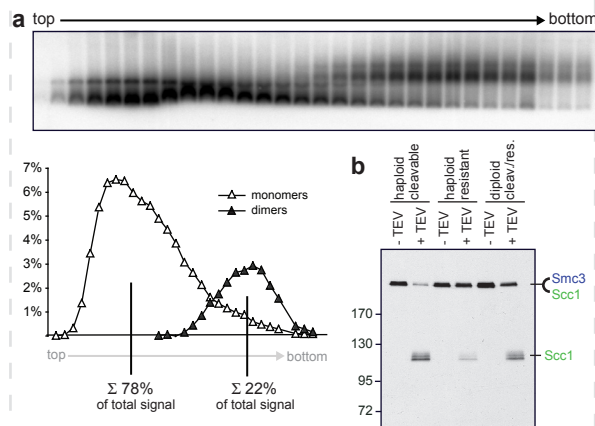 a
top
bottom
7%
6%
5%
4%
3%
2%
1%
monomers
dimers
top
bottom
Σ 78%
of total signal
Σ 22%
of total signal
b
haploid
cleavable
haploid
resistant
diploid
cleav./res.
- TEV
+ TEV
- TEV
+ TEV
- TEV
+ TEV
Smc3
Scc1
170
130
Scc1
95
72